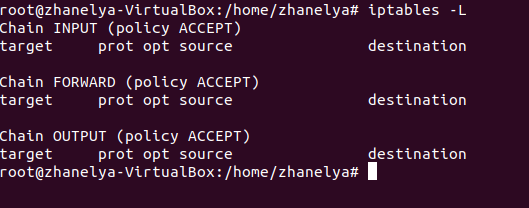 root@zhanelya-VirtualBox:/home/zhanelya# iptables -L
Chain INPUT (policy ACCEPT)
target     prot opt source               destination

Chain FORWARD (policy ACCEPT)
target     prot opt source               destination

Chain OUTPUT (policy ACCEPT)
target     prot opt source               destination
root@zhanelya-VirtualBox:/home/zhanelya#